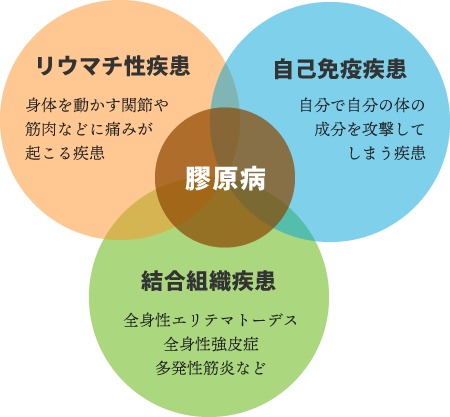 リウマチ性疾患
身体を動かす関節や
筋肉などに痛みが
起こる疾患
自己免疫疾患
自分で自分の体の
成分を攻撃して
しまう疾患
膠原病
結合組織疾患
全身性エリテマトーデス
全身性強皮症
多発性筋炎など